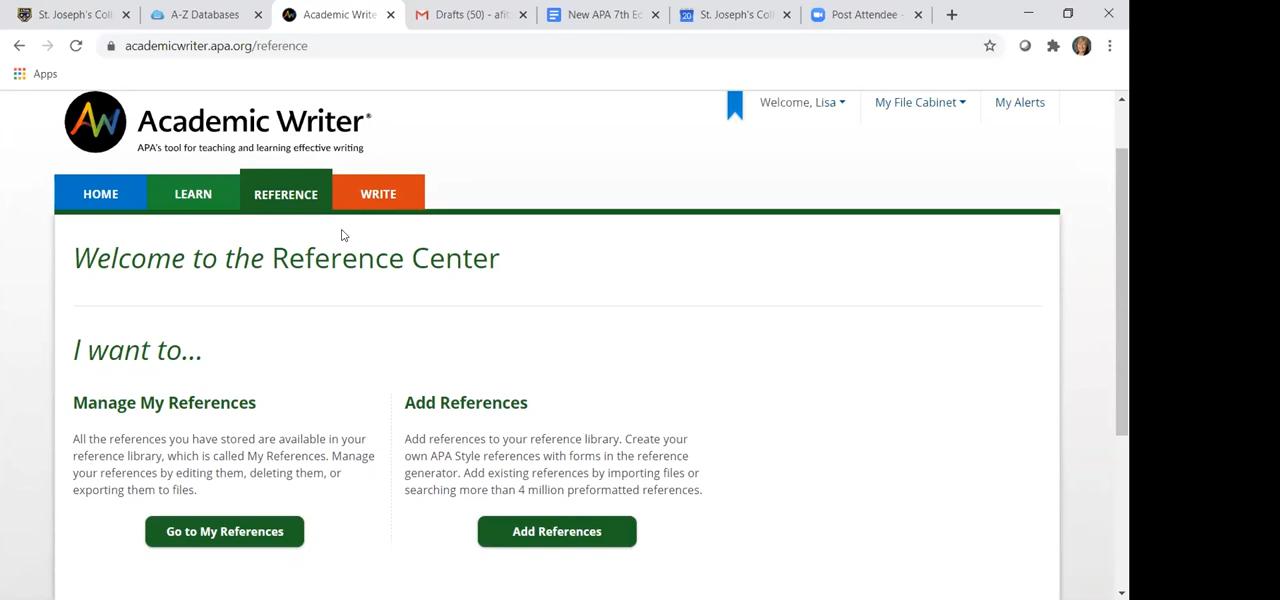 St. Joseph's Coll
A-Z Databases
Academic Write
Drafts (50) - afit
New APA 7th Ec
St. Joseph's Coll
Post Attendee -
academicwriter.apa.org/reference
Apps
AW
Academic Writer®
APA's tool for teaching and learning effective writing
Welcome, Lisa
My File Cabinet
My Alerts
HOME
LEARN
REFERENCE
WRITE
Welcome to the Reference Center
I want to...
Manage My References
All the references you have stored are available in your
reference library, which is called My References. Manage
your references by editing them, deleting them, or
exporting them to files.
Go to My References
Add References
Add references to your reference library. Create your
own APA Style references with forms in the reference
generator. Add existing references by importing files or
searching more than 4 million preformatted references.
Add References